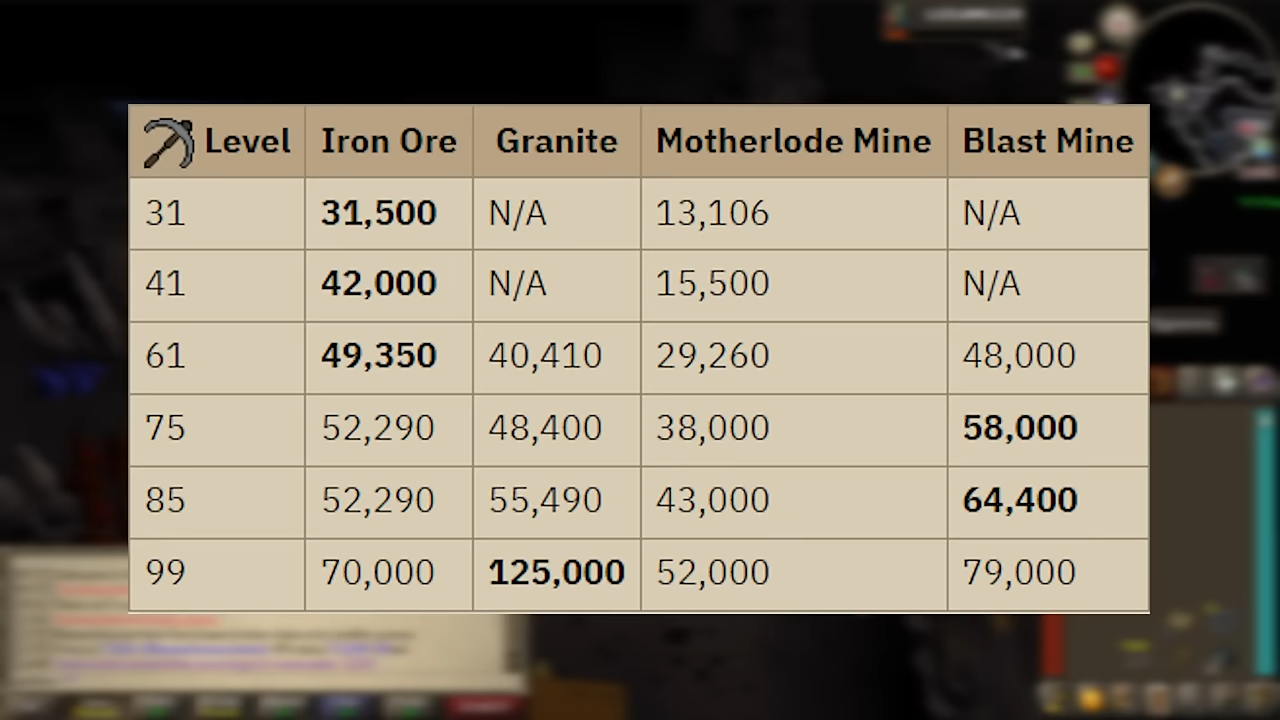 Level Iron Ore Granite Motherlode Mine Blast Mine
31 31,500 N/A 13,106 N/A
41 42,000 N/A 15,500 N/A
61 49,350 40,410 29,260 48,000
75 52,290 48,400 38,000 58,000
85 52,290 55,490 43,000 64,400
99 70,000 125,000 52,000 79,000